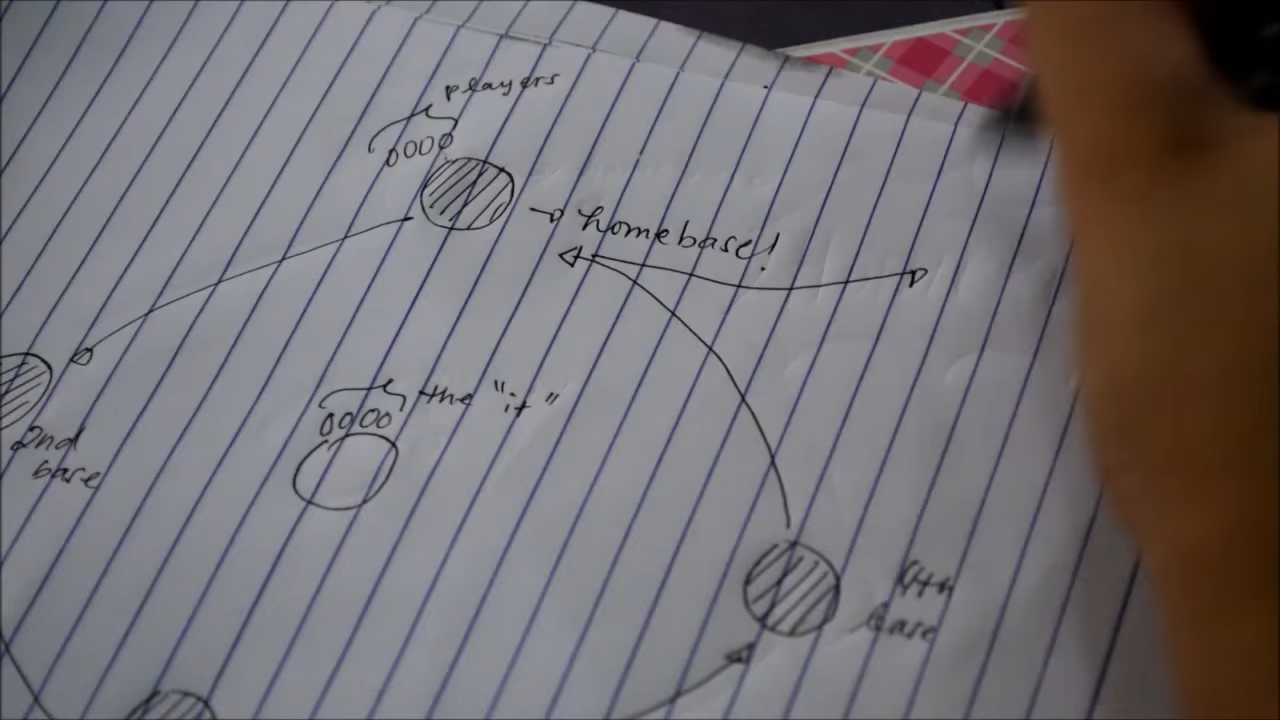 players
homebase!
the "it"
2nd
base
4th
base